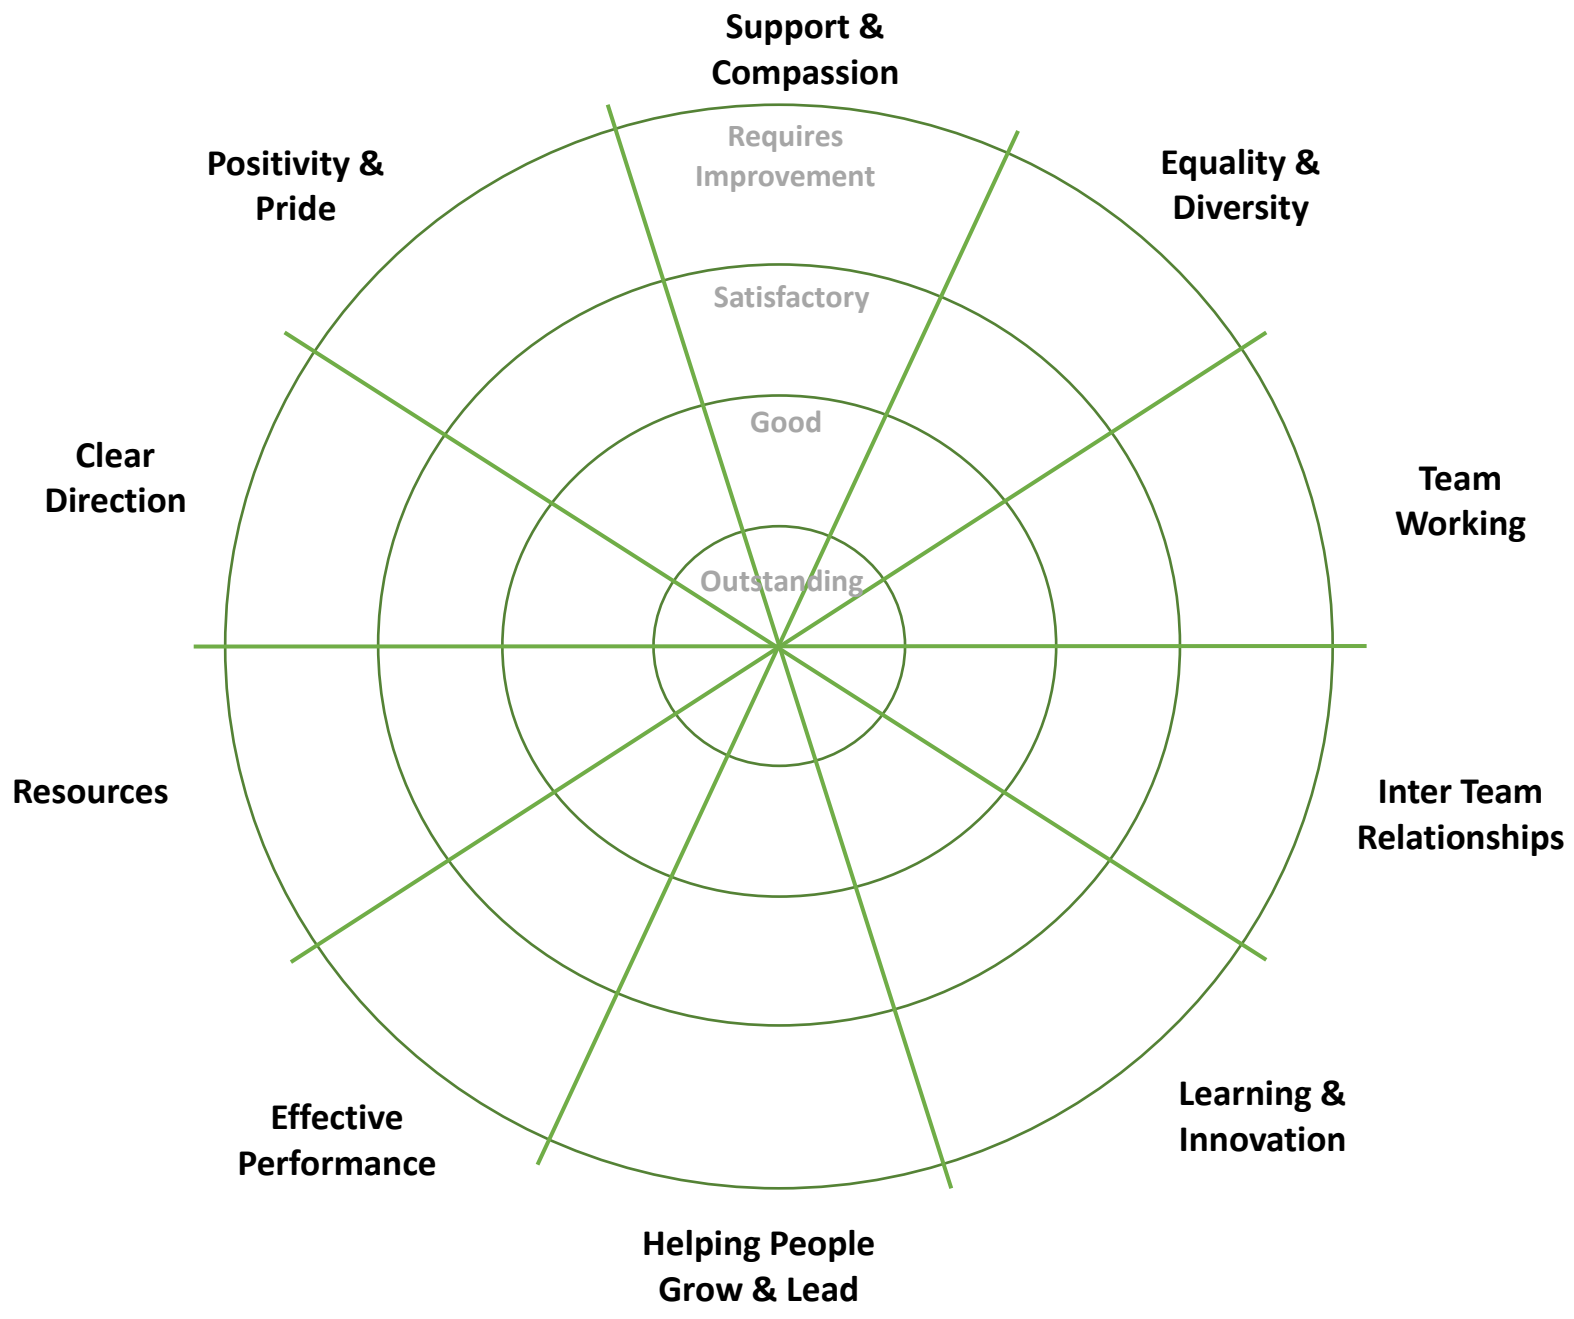 Support &
Compassion
Requires
Improvement
Positivity &
Pride
Equality &
Diversity
Satisfactory
Good
Clear
Direction
Team
Working
Outstanding
Resources
Inter Team
Relationships
Effective
Performance
Learning &
Innovation
Helping People
Grow & Lead